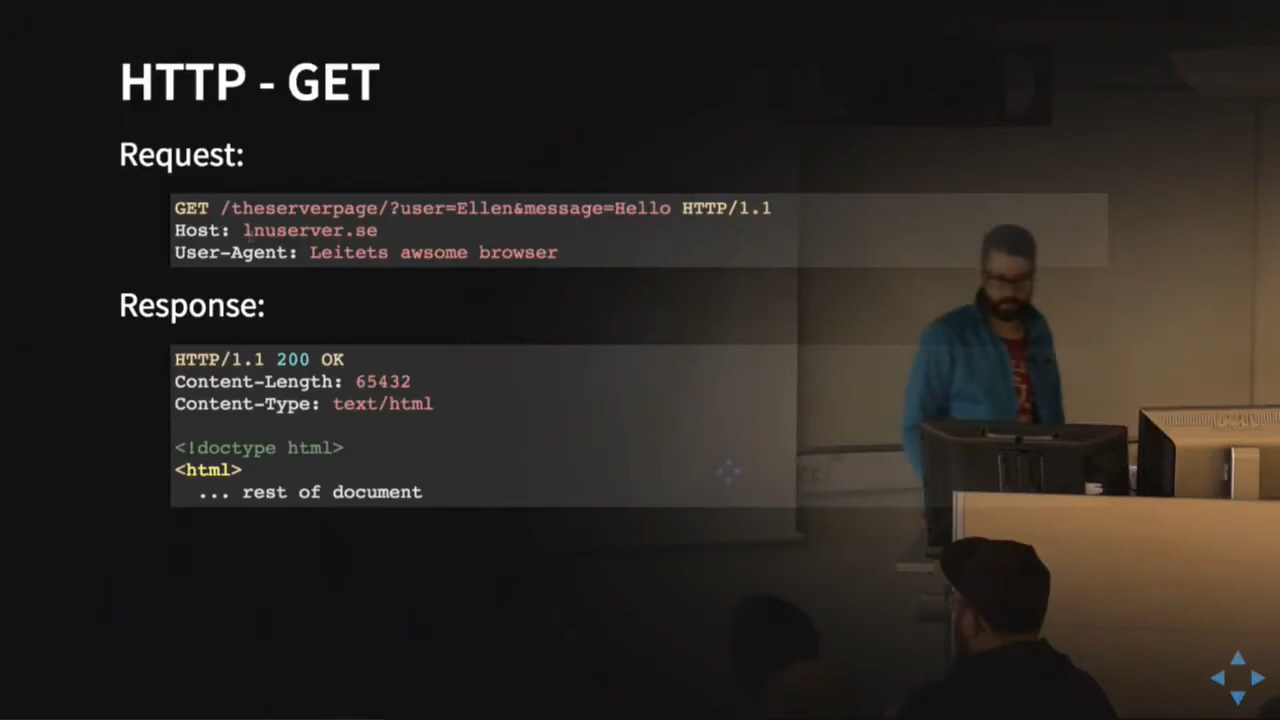 HTTP - GET
Request:
GET /theserverpage/?user=Ellen&message=Hello HTTP/1.1
Host: lnuserver.se
User-Agent: Leitets awsome browser
Response:
HTTP/1.1 200 OK
Content-Length: 65432
Content-Type: text/html
<!doctype html>
<html>
... rest of document
DELL